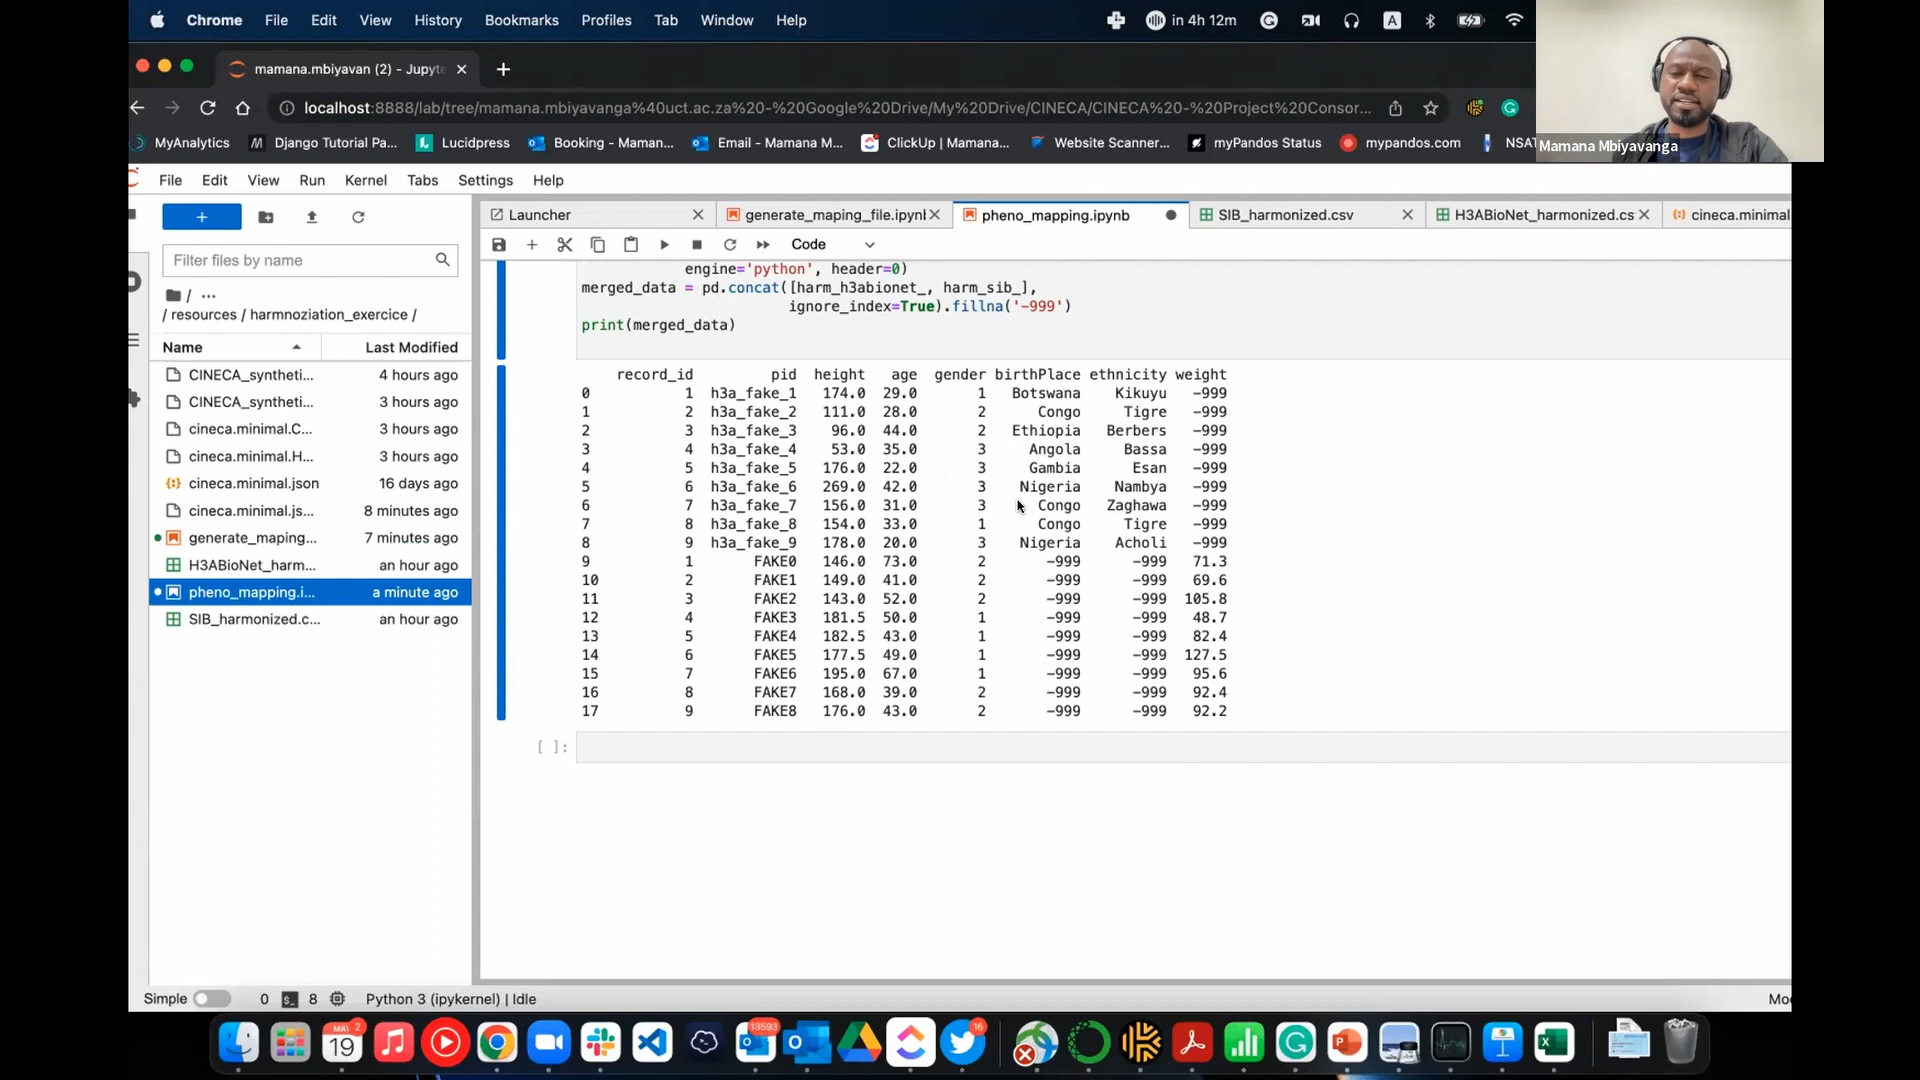 Chrome File Edit View History Bookmarks Profiles Tab Window Help in 4h 12m A
mamana.mbiyavan (2) - Jupyte
localhost:8888/lab/tree/mamana.mbiyavanga%40uct.ac.za%20-%20Google%20Drive/My%20Drive/CINECA/CINECA%20-%20Project%20Consor...
MyAnalytics Django Tutorial Pa... Lucidpress Booking - Maman... Email - Mamana M... ClickUp | Mamana... Website Scanner... myPandos Status mypandos.com NSAT
Mamana Mbiyavanga
File Edit View Run Kernel Tabs Settings Help
Launcher generate_maping_file.ipynl pheno_mapping.ipynb SIB_harmonized.csv H3ABioNet_harmonized.cs cineca.minimal
Code
Filter files by name
/ ...
/ resources / harmnoziation_exercice /
Name Last Modified
CINECA_syntheti... 4 hours ago
CINECA_syntheti... 3 hours ago
cineca.minimal.C... 3 hours ago
cineca.minimal.H... 3 hours ago
cineca.minimal.json 16 days ago
cineca.minimal.js... 8 minutes ago
generate_maping... 7 minutes ago
H3ABioNet_harm... an hour ago
pheno_mapping.i... a minute ago
SIB_harmonized.c... an hour ago
engine='python', header=0)
merged_data = pd.concat([harm_h3abionet_, harm_sib_],
ignore_index=True).fillna('-999')
print(merged_data)
record_id pid height age gender birthPlace ethnicity weight
0 1 h3a_fake_1 174.0 29.0 1 Botswana Kikuyu -999
1 2 h3a_fake_2 111.0 28.0 2 Congo Tigre -999
2 3 h3a_fake_3 96.0 44.0 2 Ethiopia Berbers -999
3 4 h3a_fake_4 53.0 35.0 3 Angola Bassa -999
4 5 h3a_fake_5 176.0 22.0 3 Gambia Esan -999
5 6 h3a_fake_6 269.0 42.0 3 Nigeria Nambya -999
6 7 h3a_fake_7 156.0 31.0 3 Congo Zaghawa -999
7 8 h3a_fake_8 154.0 33.0 1 Congo Tigre -999
8 9 h3a_fake_9 178.0 20.0 3 Nigeria Acholi -999
9 1 FAKE0 146.0 73.0 2 -999 -999 71.3
10 2 FAKE1 149.0 41.0 2 -999 -999 69.6
11 3 FAKE2 143.0 52.0 2 -999 -999 105.8
12 4 FAKE3 181.5 50.0 1 -999 -999 48.7
13 5 FAKE4 182.5 43.0 1 -999 -999 82.4
14 6 FAKE5 177.5 49.0 1 -999 -999 127.5
15 7 FAKE6 195.0 67.0 1 -999 -999 95.6
16 8 FAKE7 168.0 39.0 2 -999 -999 92.4
17 9 FAKE8 176.0 43.0 2 -999 -999 92.2
[ ]:
Simple 0 8 Python 3 (ipykernel) | Idle Mo
MAY 2 19 13593 16